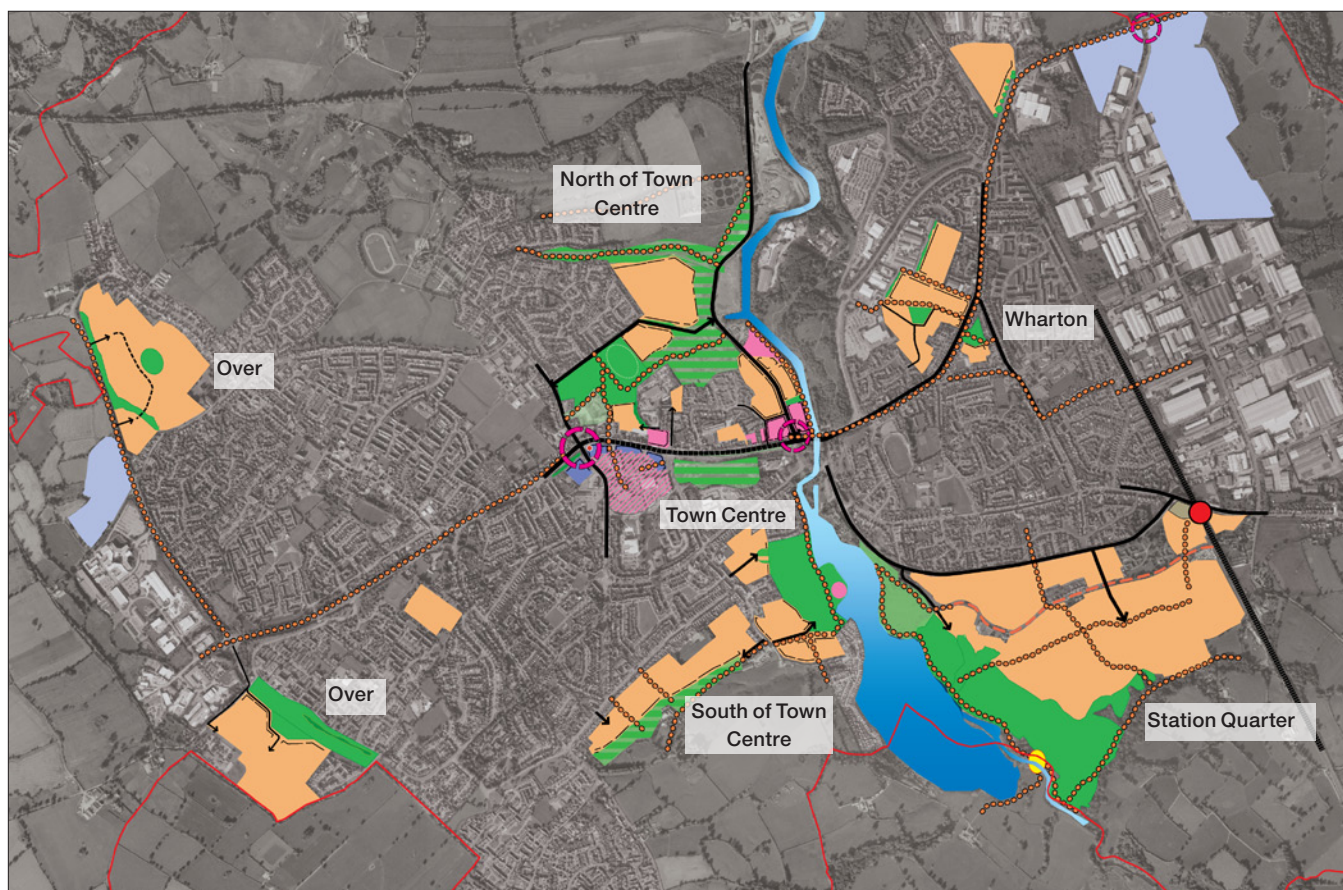 North of Town
Centre
Wharton
Over
Town Centre
Over
South of Town
Centre
Station Quarter